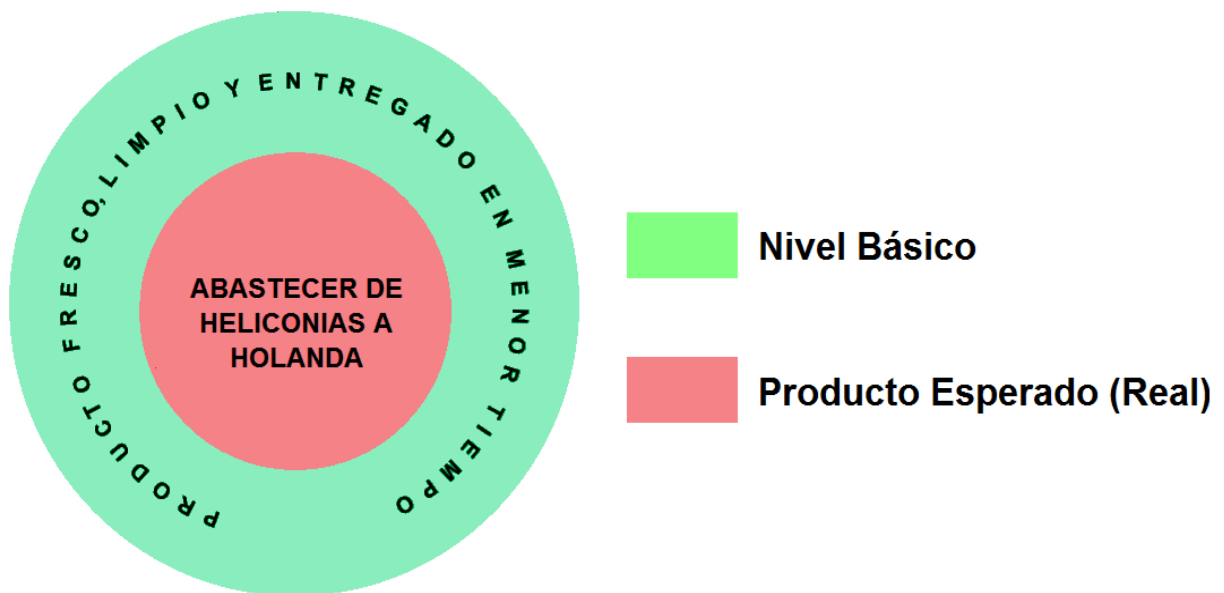 PRODUCTO FRESCO, LIMPIO Y ENTREGADO EN MENOR TIEMPO
ABASTECER DE
HELICONIAS A
HOLANDA
Nivel Básico
Producto Esperado (Real)